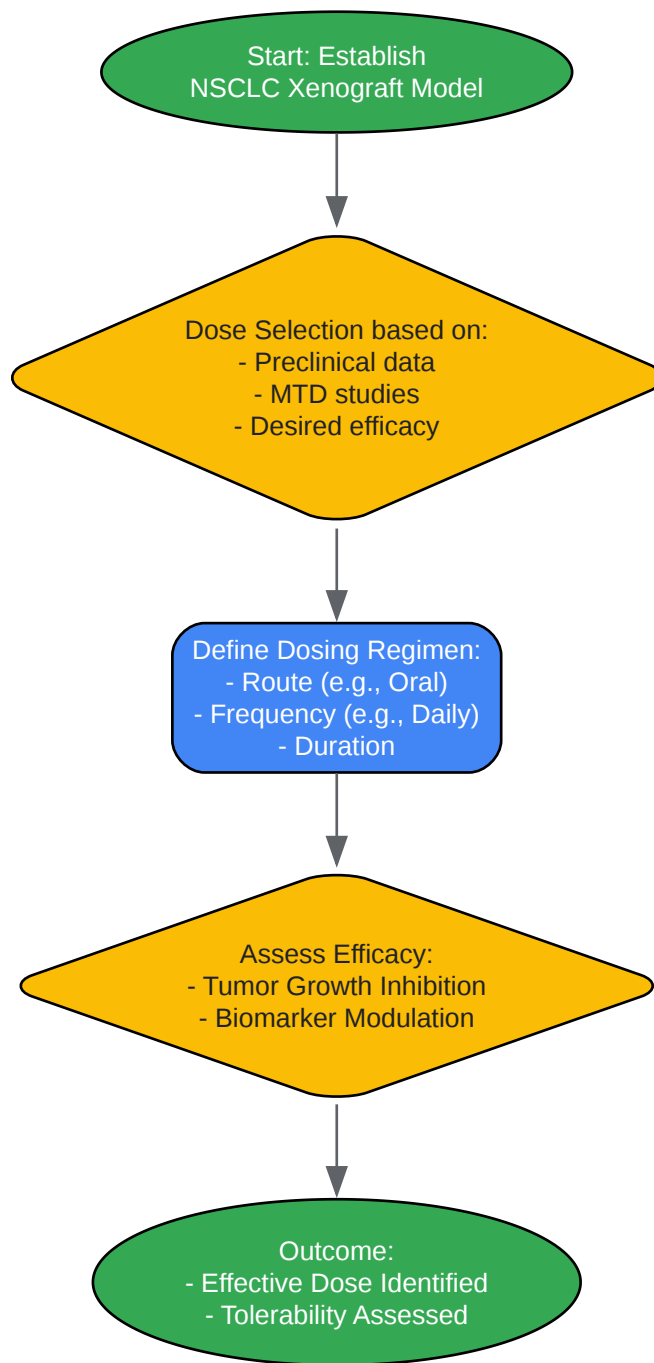 Start: Establish
NSCLC Xenograft Model
Dose Selection based on:
- Preclinical data
- MTD studies
- Desired efficacy
Define Dosing Regimen:
- Route (e.g., Oral)
- Frequency (e.g., Daily)
- Duration
Assess Efficacy:
- Tumor Growth Inhibition
- Biomarker Modulation
Outcome:
- Effective Dose Identified
- Tolerability Assessed